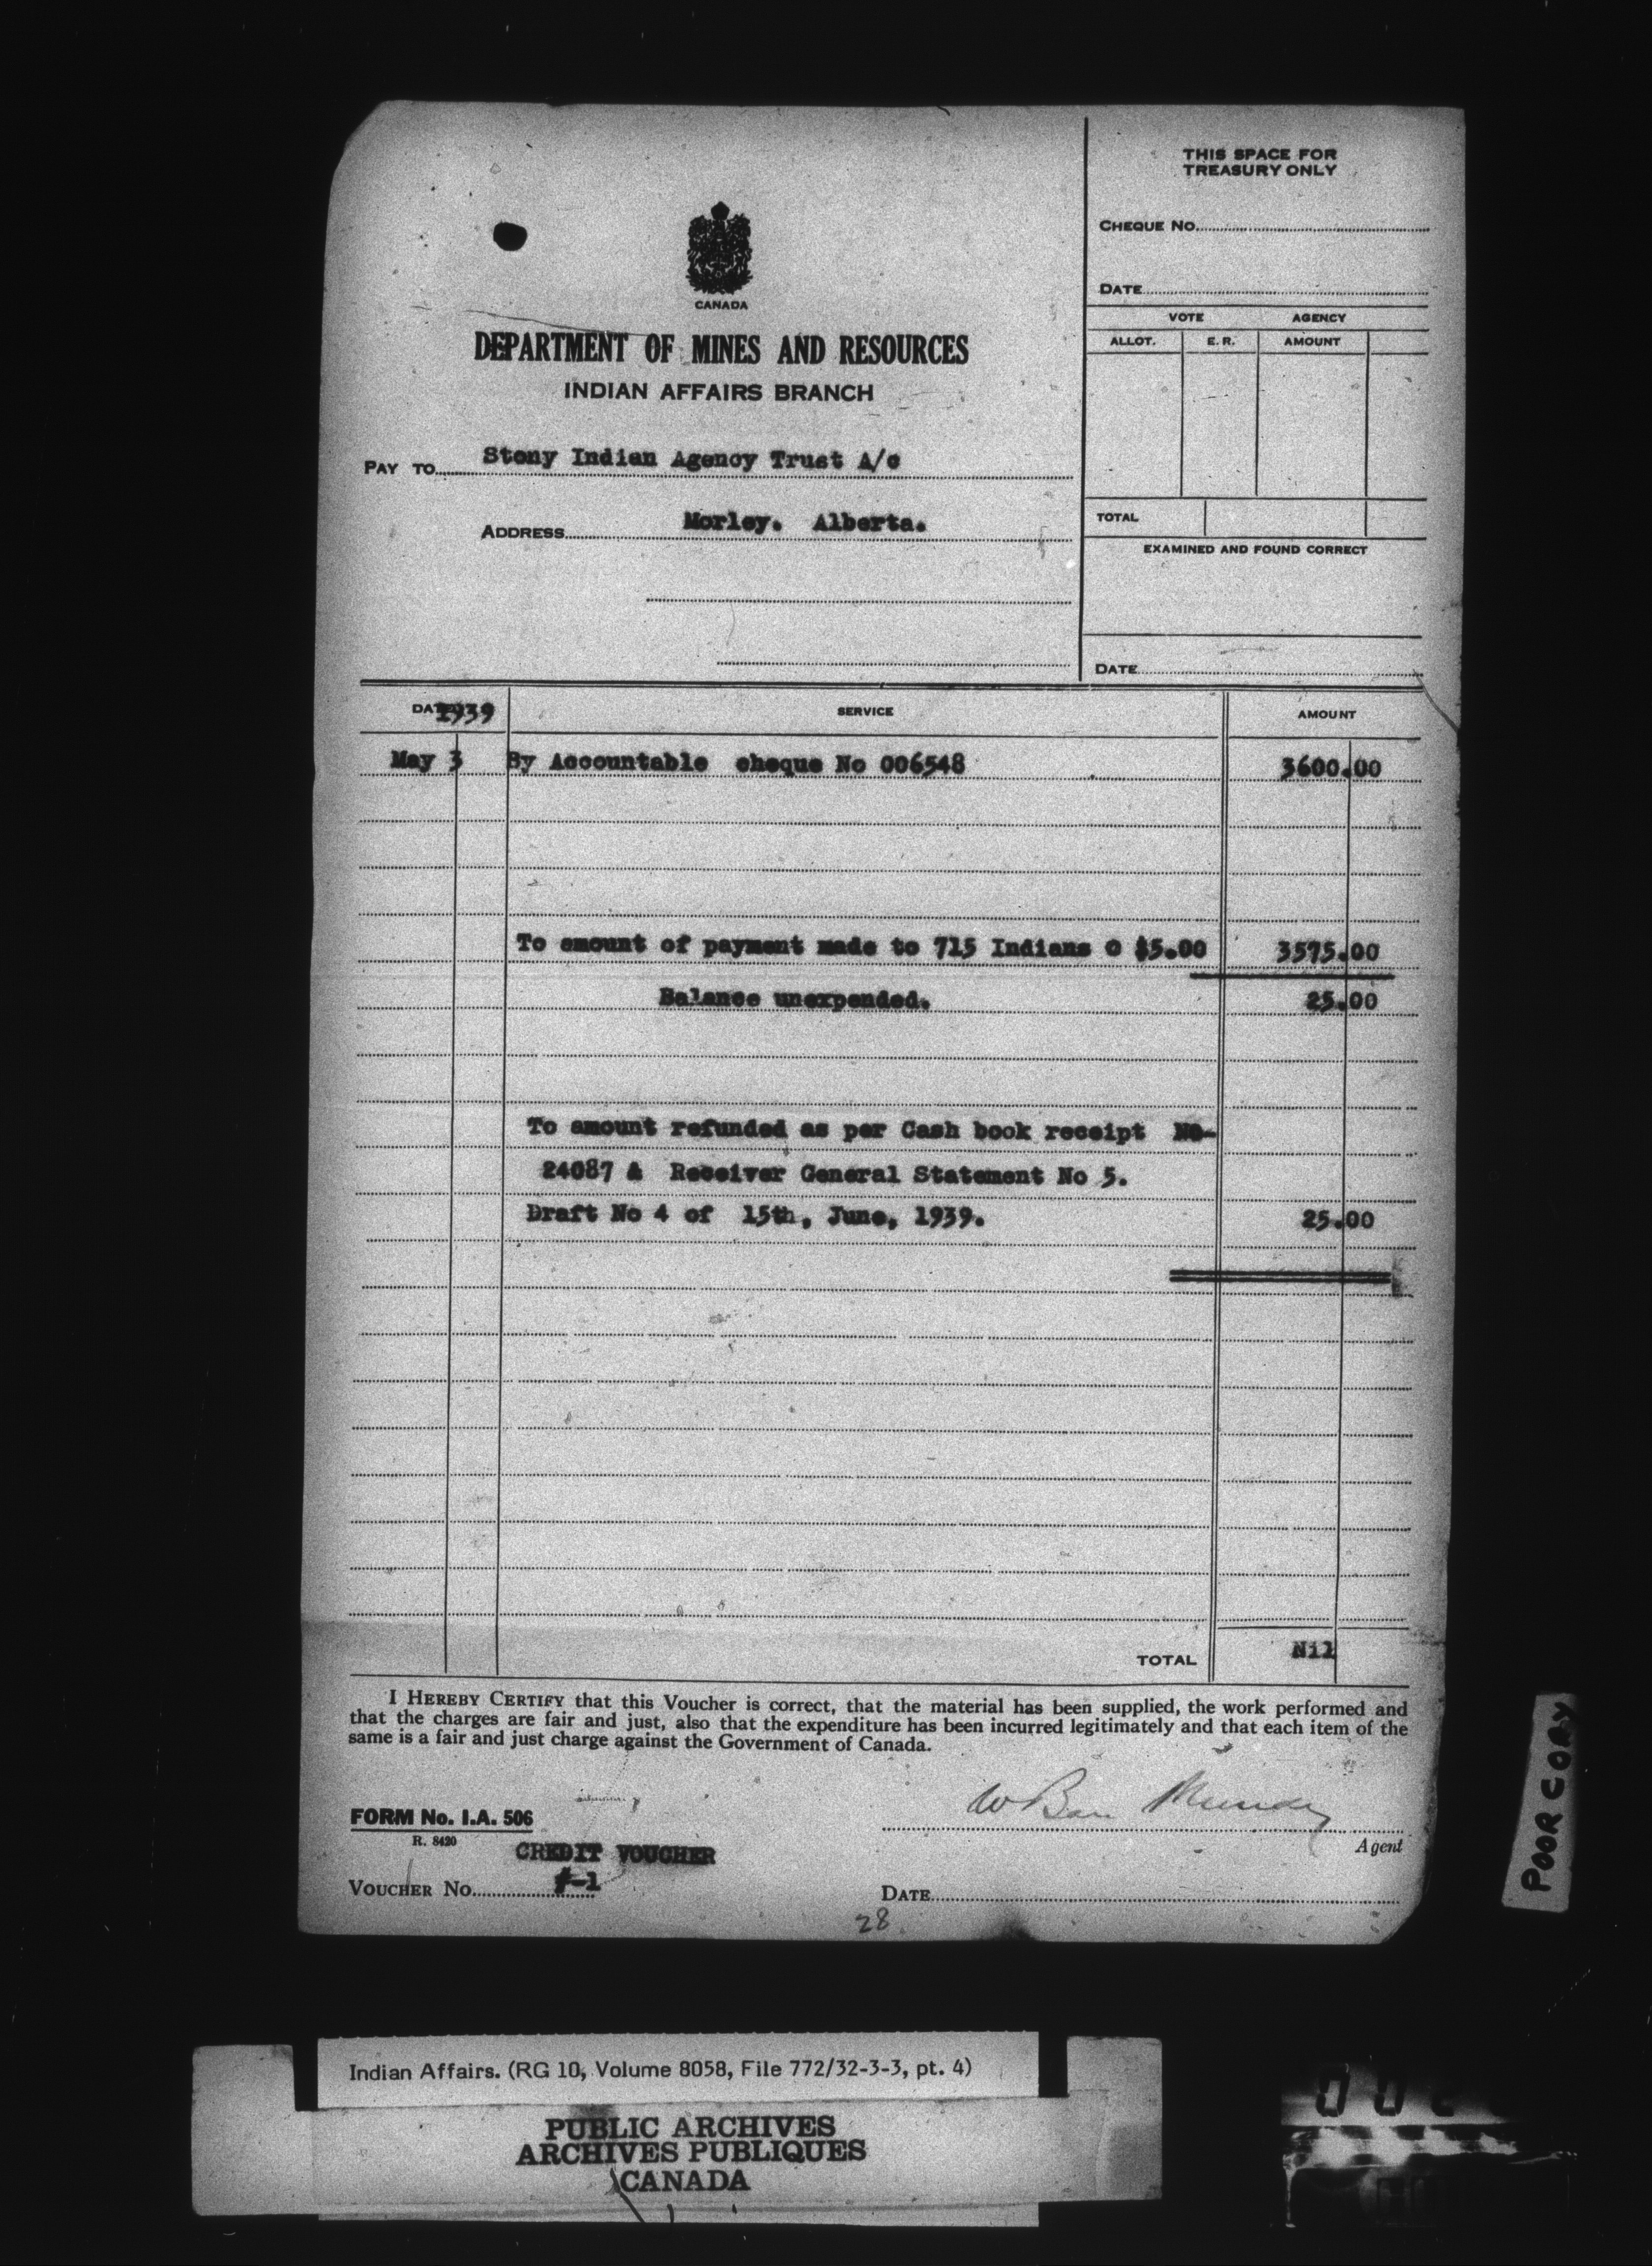 THIS SPACE FOR
TREASURY ONLY
CHEQUE No.
DATE
VOTE AGENCY
ALLOT. E. R. AMOUNT
TOTAL
EXAMINED AND FOUND CORRECT
DATE
CANADA
DEPARTMENT OF MINES AND RESOURCES
INDIAN AFFAIRS BRANCH
PAY TO Stony Indian Agency Trust A/c
ADDRESS Morley. Alberta.
DATE 1939 SERVICE AMOUNT
May 3 By Accountable cheque No 006548 3600.00
To amount of payment made to 715 Indians @ $5.00 3575.00
Balance unexpended. 25.00
To amount refunded as per Cash book receipt No-
24087 & Receiver General Statement No 5.
Draft No 4 of 15th, June, 1939. 25.00
TOTAL Nil
I HEREBY CERTIFY that this Voucher is correct, that the material has been supplied, the work performed and
that the charges are fair and just, also that the expenditure has been incurred legitimately and that each item of the
same is a fair and just charge against the Government of Canada.
FORM No. I.A. 506
R. 8420
CREDIT VOUCHER
Agent
VOUCHER No. -1
DATE
28
POOR COPY
Indian Affairs. (RG 10, Volume 8058, File 772/32-3-3, pt. 4)
PUBLIC ARCHIVES
ARCHIVES PUBLIQUES
CANADA